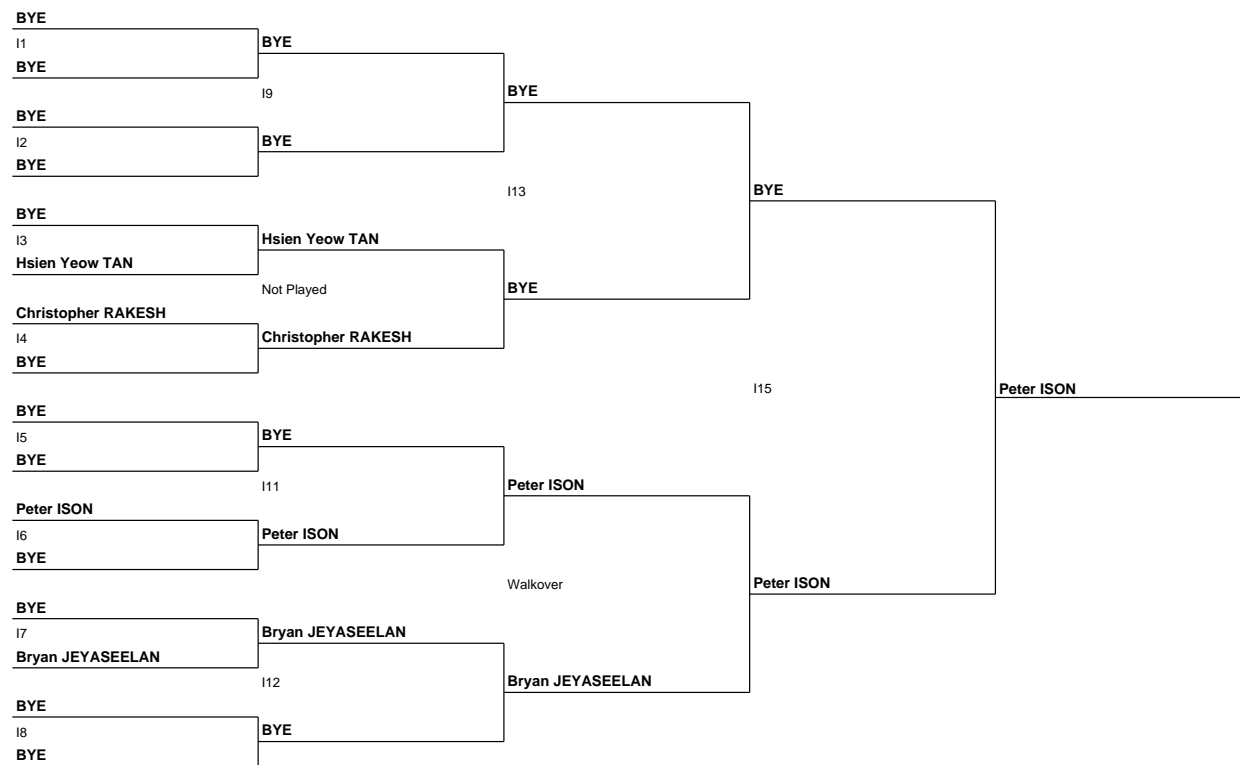 BYE
I1
BYE
BYE
I9
BYE
BYE
I2
BYE
BYE
I13
BYE
BYE
I3
Hsien Yeow TAN
Hsien Yeow TAN
Not Played
BYE
Christopher RAKESH
I4
Christopher RAKESH
BYE
I15
Peter ISON
BYE
I5
BYE
BYE
I11
Peter ISON
Peter ISON
I6
Peter ISON
BYE
Walkover
Peter ISON
BYE
I7
Bryan JEYASEELAN
Bryan JEYASEELAN
I12
Bryan JEYASEELAN
BYE
I8
BYE
BYE